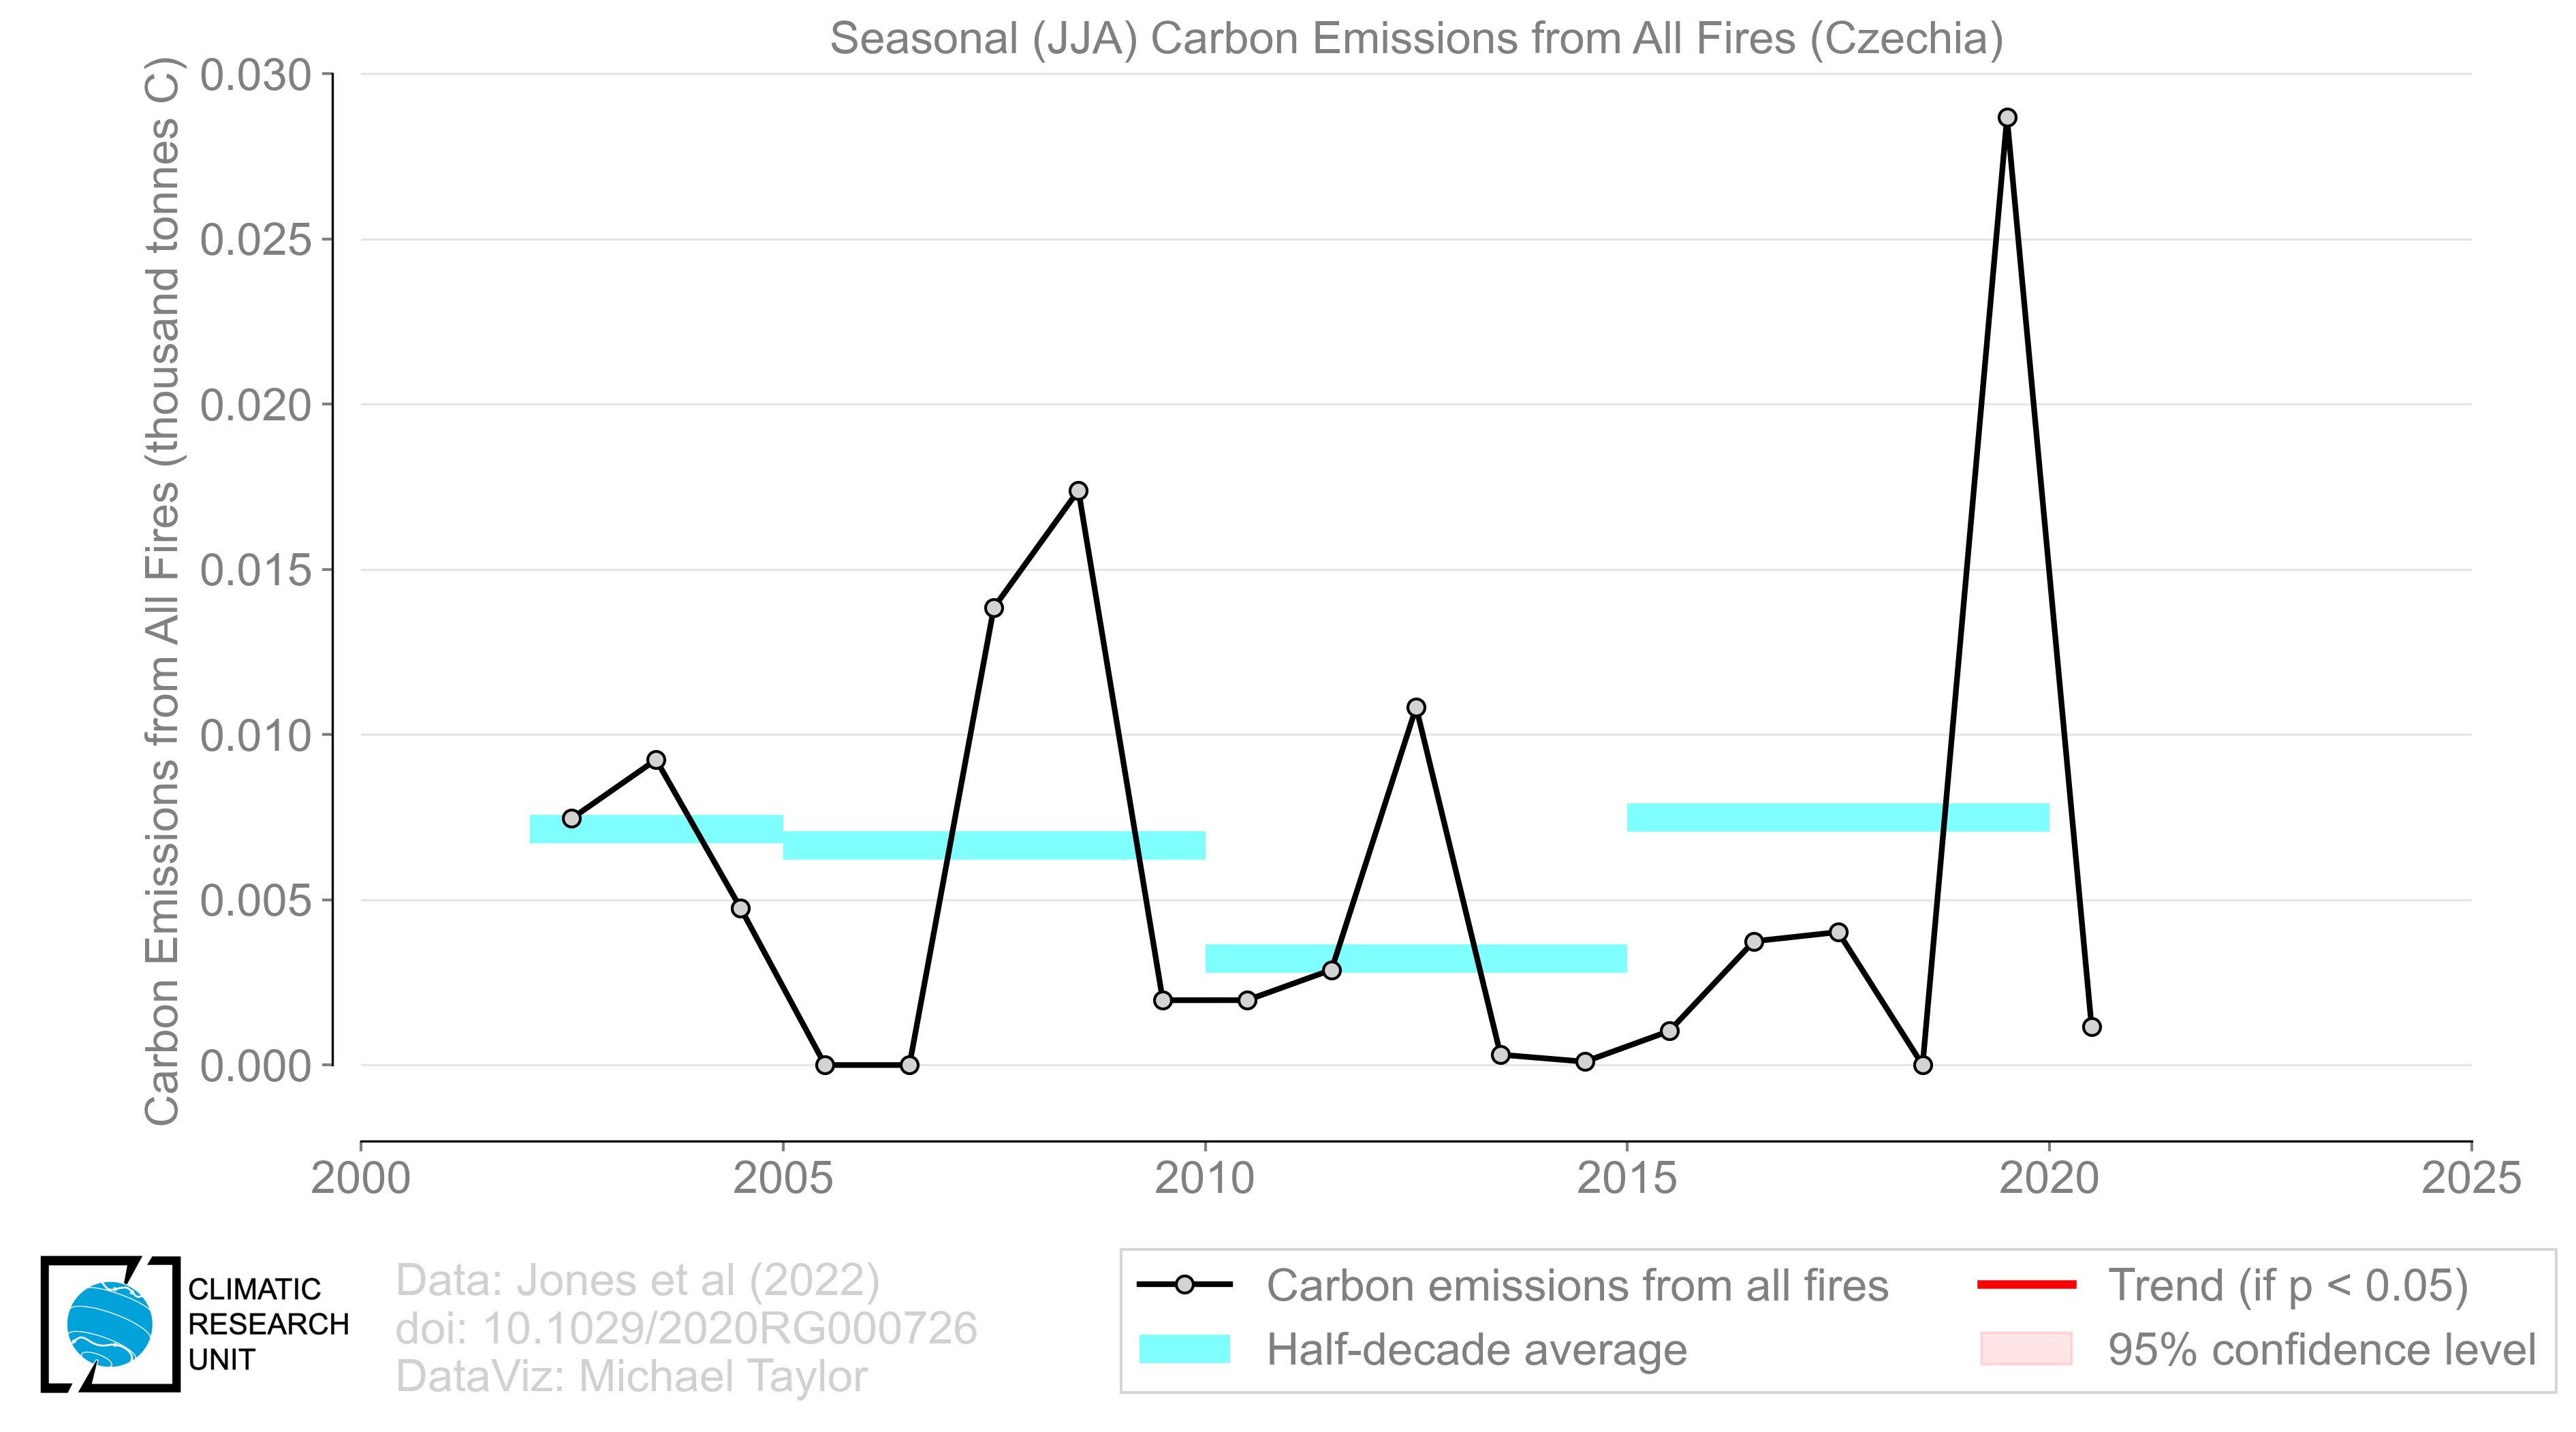 Seasonal (JJA) Carbon Emissions from All Fires (Czechia)
Carbon Emissions from All Fires (thousand tonnes C)
0.030
0.025
0.020
0.015
0.010
0.005
0.000
2000 2005 2010 2015 2020 2025
CLIMATIC
RESEARCH
UNIT
Data: Jones et al (2022)
doi: 10.1029/2020RG000726
DataViz: Michael Taylor
Carbon emissions from all fires
Half-decade average
Trend (if p < 0.05)
95% confidence level